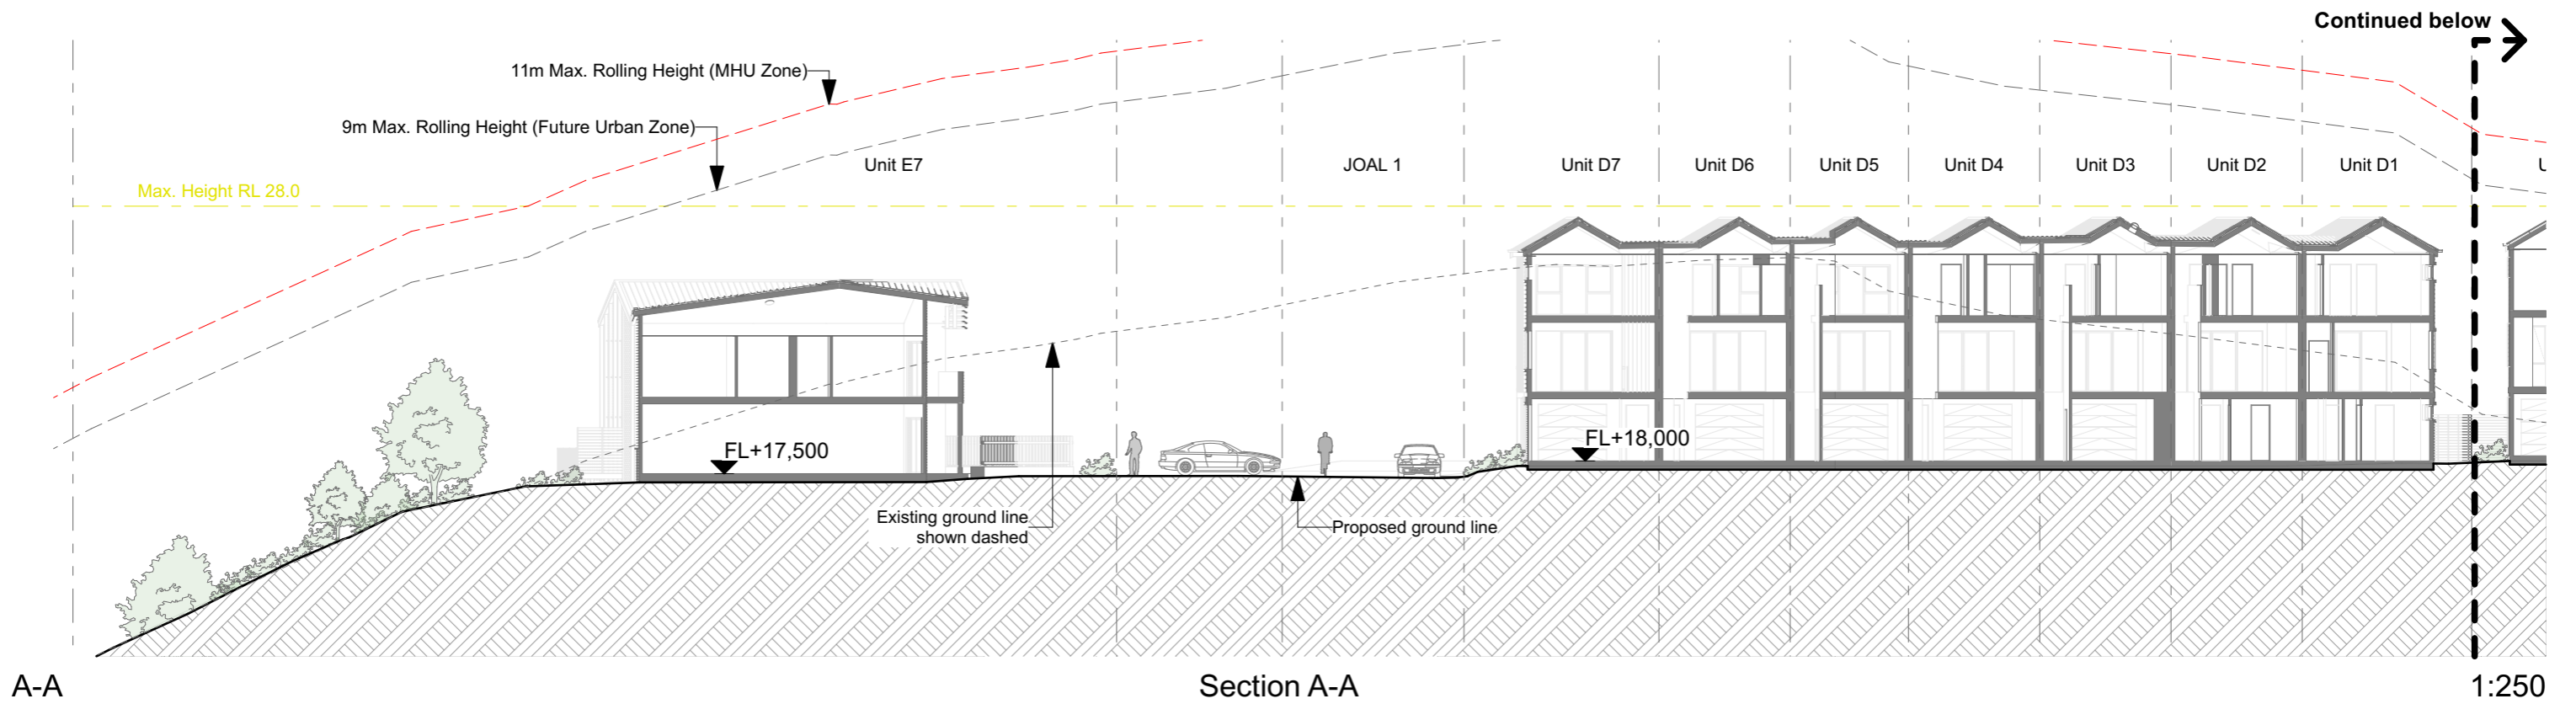 Continued below
11m Max. Rolling Height (MHU Zone)
9m Max. Rolling Height (Future Urban Zone)
Unit E7
JOAL 1
Unit D7
Unit D6
Unit D5
Unit D4
Unit D3
Unit D2
Unit D1
Max. Height RL 28.0
FL+17,500
FL+18,000
Existing ground line
shown dashed
Proposed ground line
A-A
Section A-A
1:250